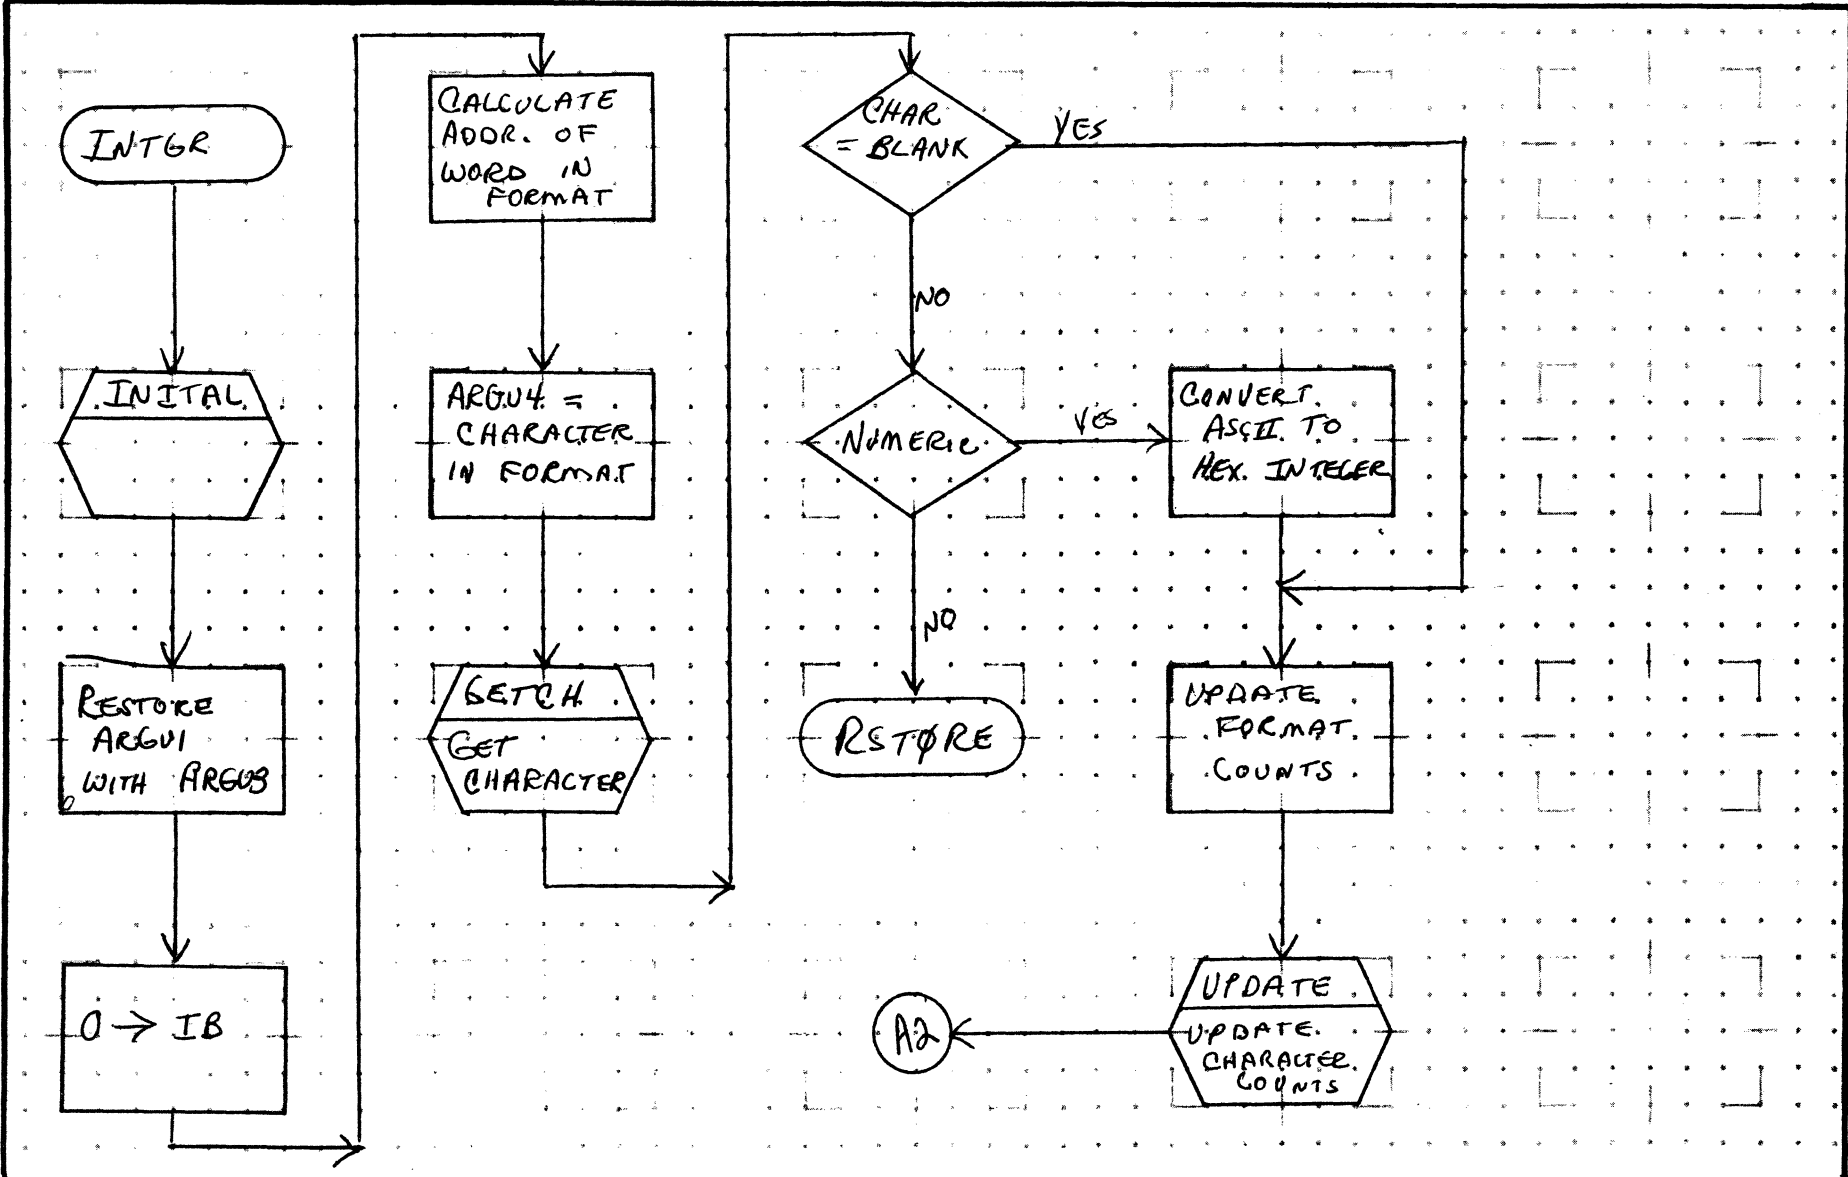 INTGR
INITAL
RESTORE
ARGU1
WITH ARGU3
0 → IB
CALCULATE
ADDR. OF
WORD IN
FORMAT
ARGU4 =
CHARACTER
IN FORMAT
GETCH
GET
CHARACTER
CHAR
= BLANK
YES
NO
NUMERIC
YES
NO
RSTØRE
CONVERT
ASCII TO
HEX. INTEGER
UPDATE
FORMAT
COUNTS
UPDATE
UPDATE
CHARACTER
COUNTS
A2